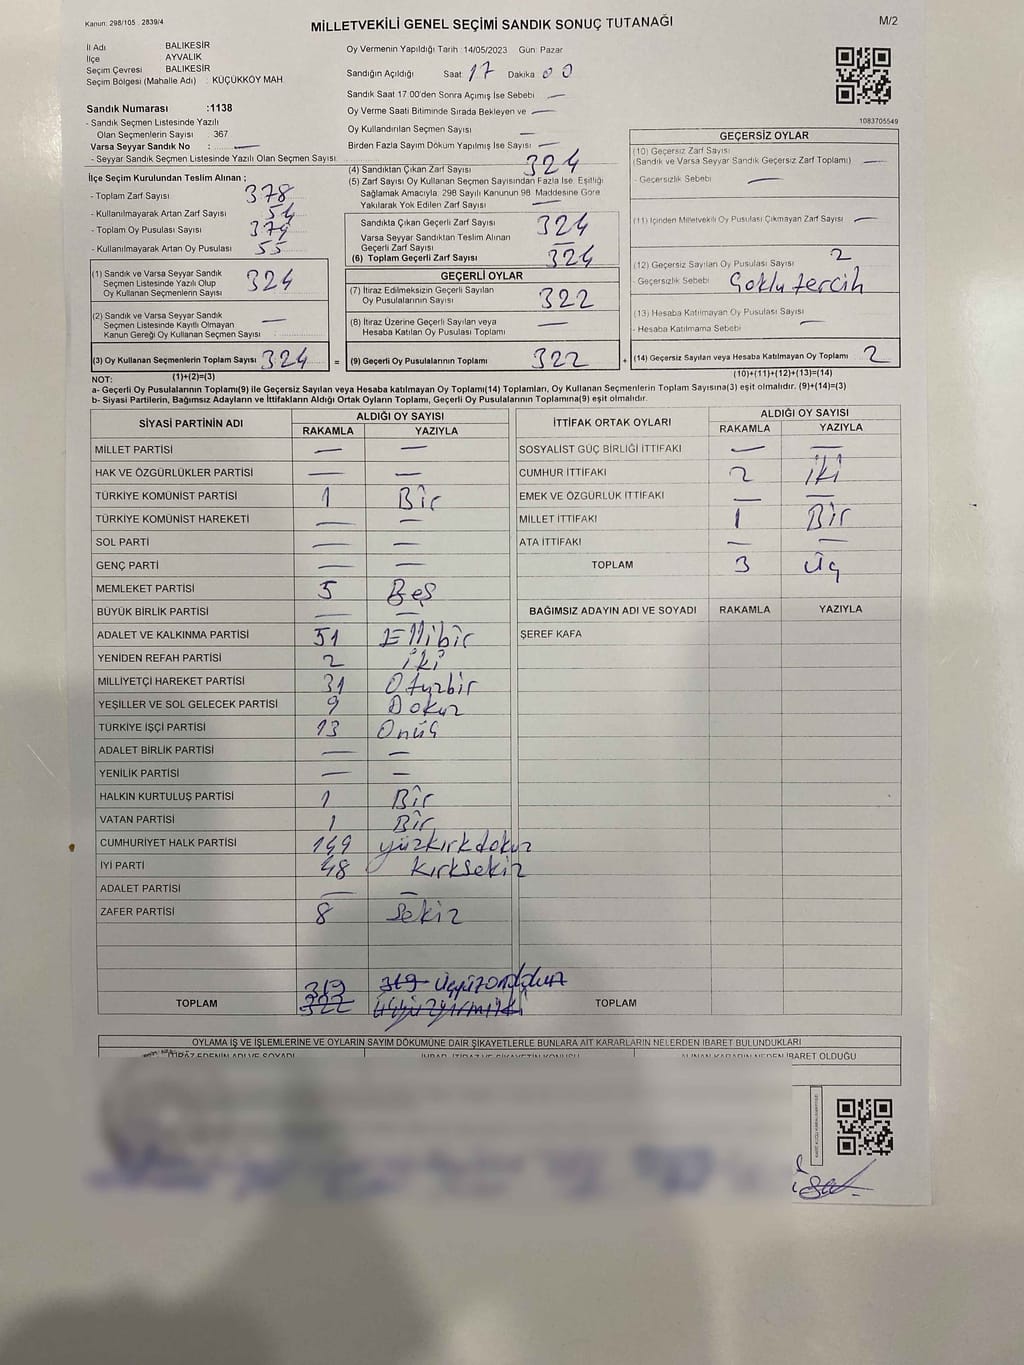 Kanun: 298/105 , 2839/4
MİLLETVEKİLİ GENEL SEÇİMİ SANDIK SONUÇ TUTANAĞI
M/2
İl Adı BALIKESİR
İlçe AYVALIK
Seçim Çevresi BALIKESİR
Seçim Bölgesi (Mahalle Adı) : KÜÇÜKKÖY MAH.
Sandık Numarası :1138
- Sandık Seçmen Listesinde Yazılı
Olan Seçmenlerin Sayısı : 367
Varsa Seyyar Sandık No : —
- Seyyar Sandık Seçmen Listesinde Yazılı Olan Seçmen Sayısı :
Oy Vermenin Yapıldığı Tarih :14/05/2023 Gün: Pazar
Sandığın Açıldığı Saat 17 Dakika 00
Sandık Saat 17.00'den Sonra Açımış İse Sebebi —
Oy Verme Saati Bitiminde Sırada Bekleyen ve —
Oy Kullandırılan Seçmen Sayısı —
Birden Fazla Sayım Döküm Yapılmış İse Sayısı —
1083705549
İlçe Seçim Kurulundan Teslim Alınan ;
- Toplam Zarf Sayısı 378
- Kullanılmayarak Artan Zarf Sayısı 54
- Toplam Oy Pusulası Sayısı 379
- Kullanılmayarak Artan Oy Pusulası 55
(1) Sandık ve Varsa Seyyar Sandık
Seçmen Listesinde Yazılı Olup
Oy Kullanan Seçmenlerin Sayısı 324
(2) Sandık ve Varsa Seyyar Sandık
Seçmen Listesinde Kayıtlı Olmayan
Kanun Gereği Oy Kullanan Seçmen Sayısı —
(3) Oy Kullanan Seçmenlerin Toplam Sayısı 324
(1)+(2)=(3)
(4) Sandıktan Çıkan Zarf Sayısı 324
(5) Zarf Sayısı Oy Kullanan Seçmen Sayısından Fazla İse, Eşitliği
Sağlamak Amacıyla, 298 Sayılı Kanunun 98. Maddesine Göre
Yakılarak Yok Edilen Zarf Sayısı —
Sandıkta Çıkan Geçerli Zarf Sayısı 324
Varsa Seyyar Sandıktan Teslim Alınan
Geçerli Zarf Sayısı —
(6) Toplam Geçerli Zarf Sayısı 324
GEÇERLİ OYLAR
(7) İtiraz Edilmeksizin Geçerli Sayılan
Oy Pusulalarının Sayısı 322
(8) İtiraz Üzerine Geçerli Sayılan veya
Hesaba Katılan Oy Pusulası Toplamı —
= (9) Geçerli Oy Pusulalarının Toplamı 322
GEÇERSİZ OYLAR
(10) Geçersiz Zarf Sayısı
(Sandık ve Varsa Seyyar Sandık Geçersiz Zarf Toplamı) —
- Geçersizlik Sebebi —
(11) İçinden Milletvekili Oy Pusulası Çıkmayan Zarf Sayısı —
(12) Geçersiz Sayılan Oy Pusulası Sayısı 2
- Geçersizlik Sebebi Çoklu tercih
(13) Hesaba Katılmayan Oy Pusulası Sayısı —
- Hesaba Katılmama Sebebi —
+ (14) Geçersiz Sayılan veya Hesaba Katılmayan Oy Toplamı 2
(10)+(11)+(12)+(13)=(14)
NOT:
a- Geçerli Oy Pusulalarının Toplamı(9) ile Geçersiz Sayılan veya Hesaba katılmayan Oy Toplamı(14) Toplamları, Oy Kullanan Seçmenlerin Toplam Sayısına(3) eşit olmalıdır. (9)+(14)=(3)
b- Siyasi Partilerin, Bağımsız Adayların ve İttifakların Aldığı Ortak Oyların Toplamı, Geçerli Oy Pusulalarının Toplamına(9) eşit olmalıdır.
SİYASİ PARTİNİN ADI ALDIĞI OY SAYISI
RAKAMLA YAZIYLA
MİLLET PARTİSİ — —
HAK VE ÖZGÜRLÜKLER PARTİSİ — —
TÜRKİYE KOMÜNİST PARTİSİ 1 Bir
TÜRKİYE KOMÜNİST HAREKETİ — —
SOL PARTİ — —
GENÇ PARTİ — —
MEMLEKET PARTİSİ 5 Beş
BÜYÜK BİRLİK PARTİSİ — —
ADALET VE KALKINMA PARTİSİ 51 Ellibir
YENİDEN REFAH PARTİSİ 2 iki
MİLLİYETÇİ HAREKET PARTİSİ 31 Otuzbir
YEŞİLLER VE SOL GELECEK PARTİSİ 9 Dokuz
TÜRKİYE İŞÇİ PARTİSİ 13 Onüç
ADALET BİRLİK PARTİSİ — —
YENİLİK PARTİSİ — —
HALKIN KURTULUŞ PARTİSİ 1 Bir
VATAN PARTİSİ 1 Bir
CUMHURİYET HALK PARTİSİ 149 yüzkırkdokuz
İYİ PARTİ 48 kırksekiz
ADALET PARTİSİ — —
ZAFER PARTİSİ 8 sekiz
319 319 üçyüzondokuz
TOPLAM 322 üçyüzyirmiiki
İTTİFAK ORTAK OYLARI ALDIĞI OY SAYISI
RAKAMLA YAZIYLA
SOSYALİST GÜÇ BİRLİĞİ İTTİFAKI — —
CUMHUR İTTİFAKI 2 iki
EMEK VE ÖZGÜRLÜK İTTİFAKI — —
MİLLET İTTİFAKI 1 Bir
ATA İTTİFAKI — —
TOPLAM 3 üç
BAĞIMSIZ ADAYIN ADI VE SOYADI RAKAMLA YAZIYLA
ŞEREF KAFA
TOPLAM
OYLAMA İŞ VE İŞLEMLERİNE VE OYLARIN SAYIM DÖKÜMÜNE DAİR ŞİKAYETLERLE BUNLARA AİT KARARLARIN NELERDEN İBARET BULUNDUKLARI
İTİRAZ EDENİN ADI VE SOYADI İHBAR, İTİRAZ VE ŞİKAYETİN KONUSU ALINAN KARARIN NEDEN İBARET OLDUĞU